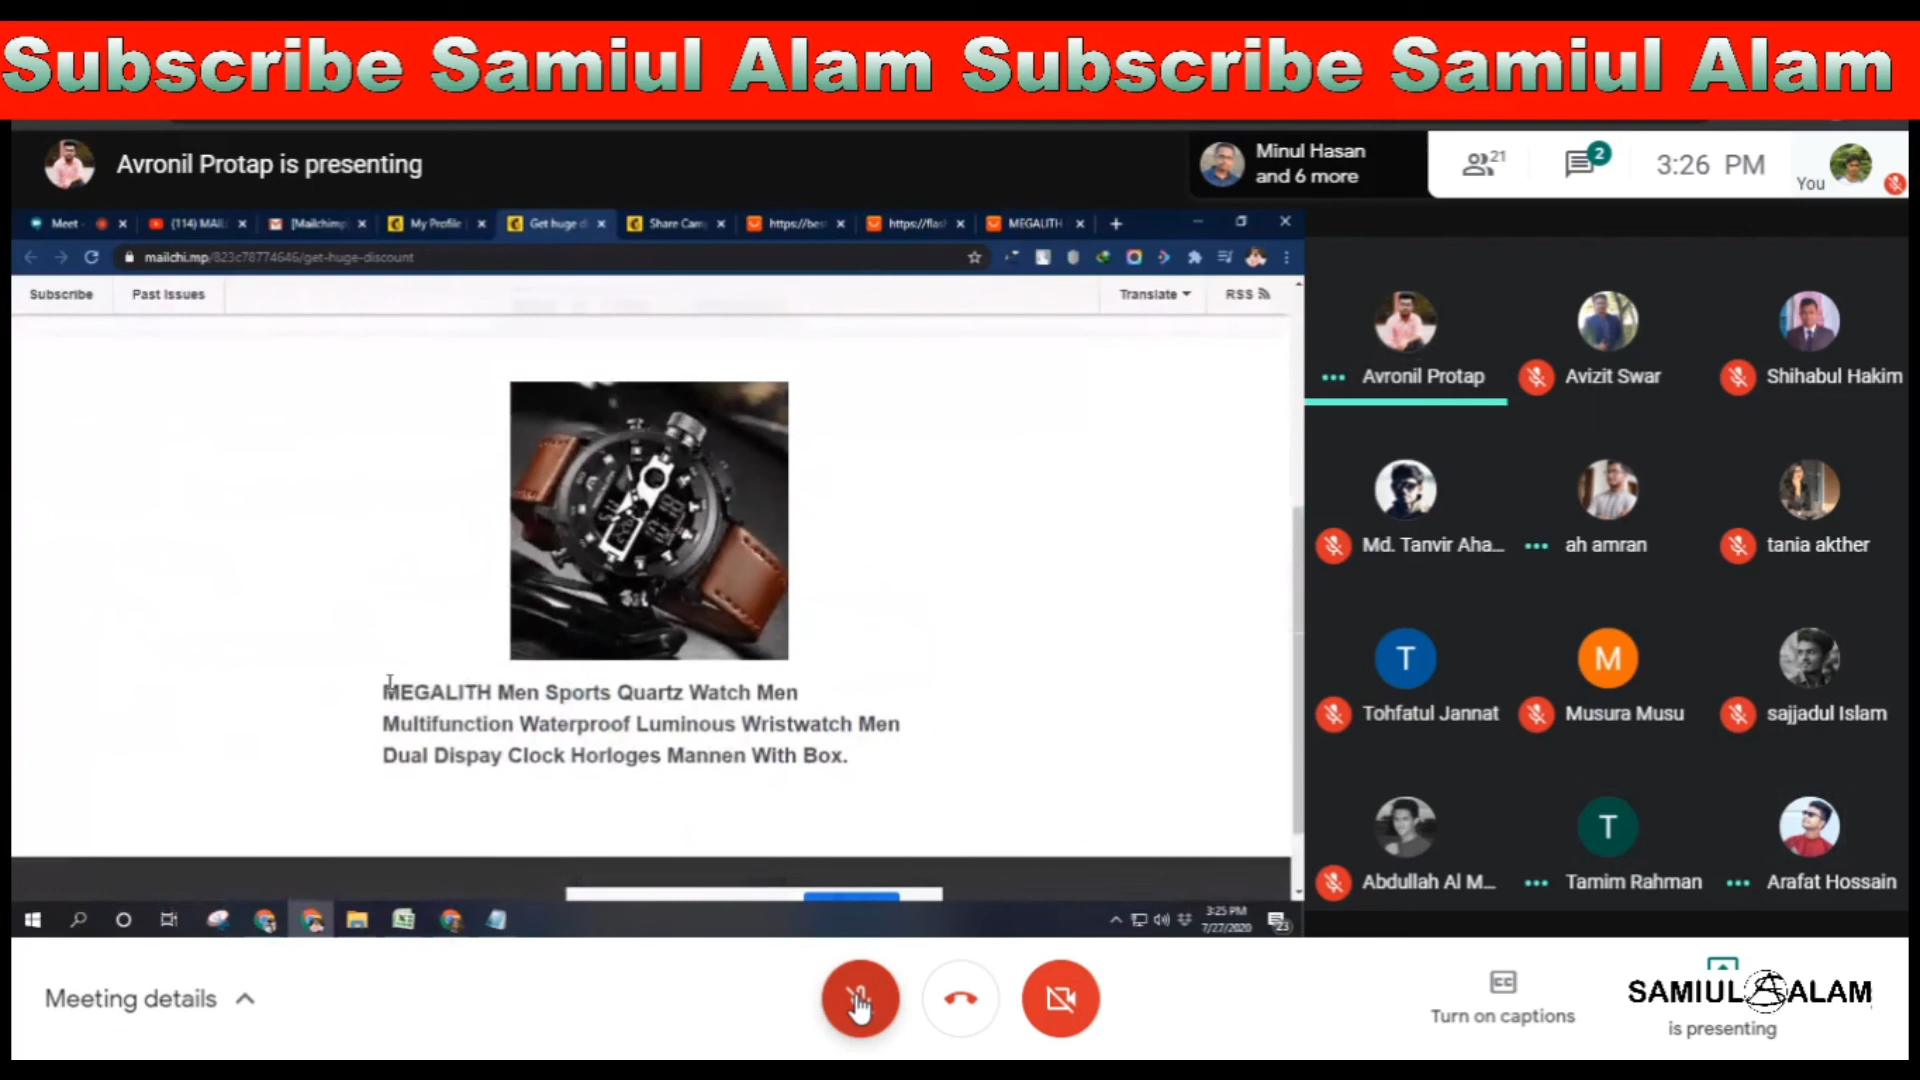 Subscribe Samiul Alam Subscribe Samiul Alam
Avronil Protap is presenting
Minul Hasan
and 6 more
21
2
3:26 PM
You
Meet
(114) MAIL
[Mailchimp
My Profile
Get huge d
Share Cam
https://bes
https://flas
MEGALITH
mailchi.mp/823c78774646/get-huge-discount
Subscribe
Past Issues
Translate
RSS
MEGALITH Men Sports Quartz Watch Men
Multifunction Waterproof Luminous Wristwatch Men
Dual Dispay Clock Horloges Mannen With Box.
Avronil Protap
Avizit Swar
Shihabul Hakim
Md. Tanvir Aha...
ah amran
tania akther
T
M
Tohfatul Jannat
Musura Musu
sajjadul Islam
T
Abdullah Al M...
Tamim Rahman
Arafat Hossain
3:25 PM
7/27/2020
23
Meeting details
CC
Turn on captions
SAMIUL ALAM
is presenting